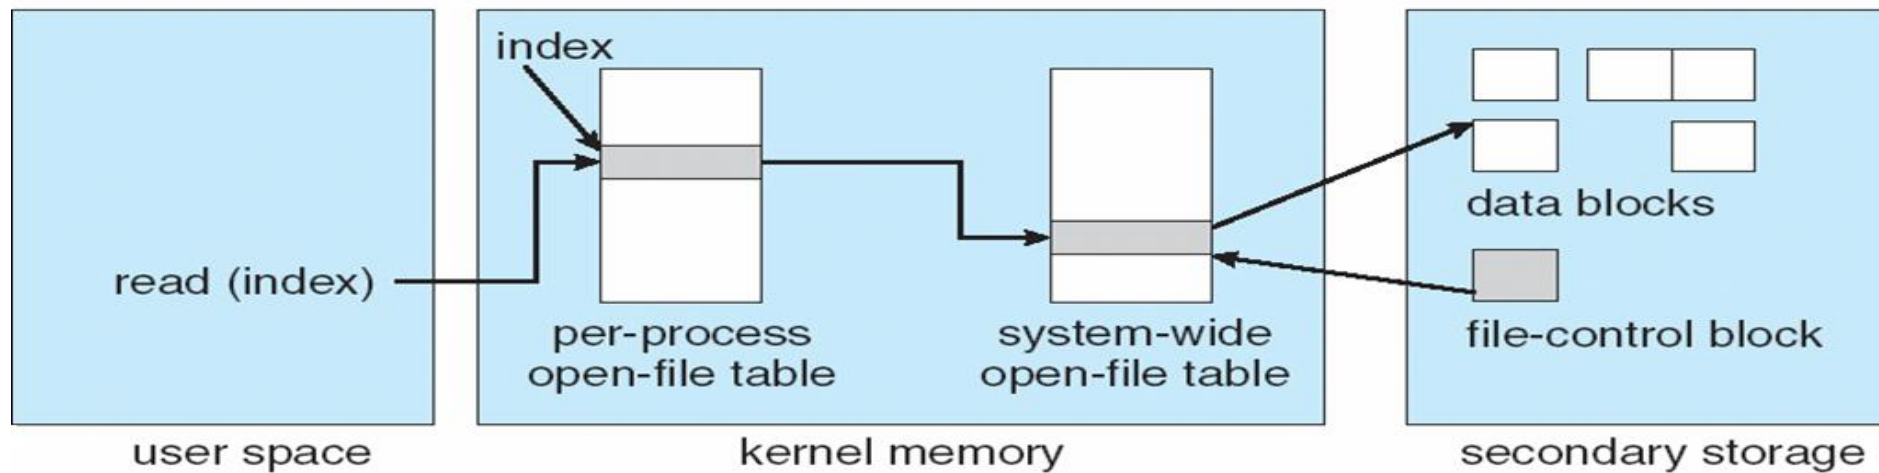 index
read (index)
per-process
open-file table
system-wide
open-file table
data blocks
file-control block
user space
kernel memory
secondary storage